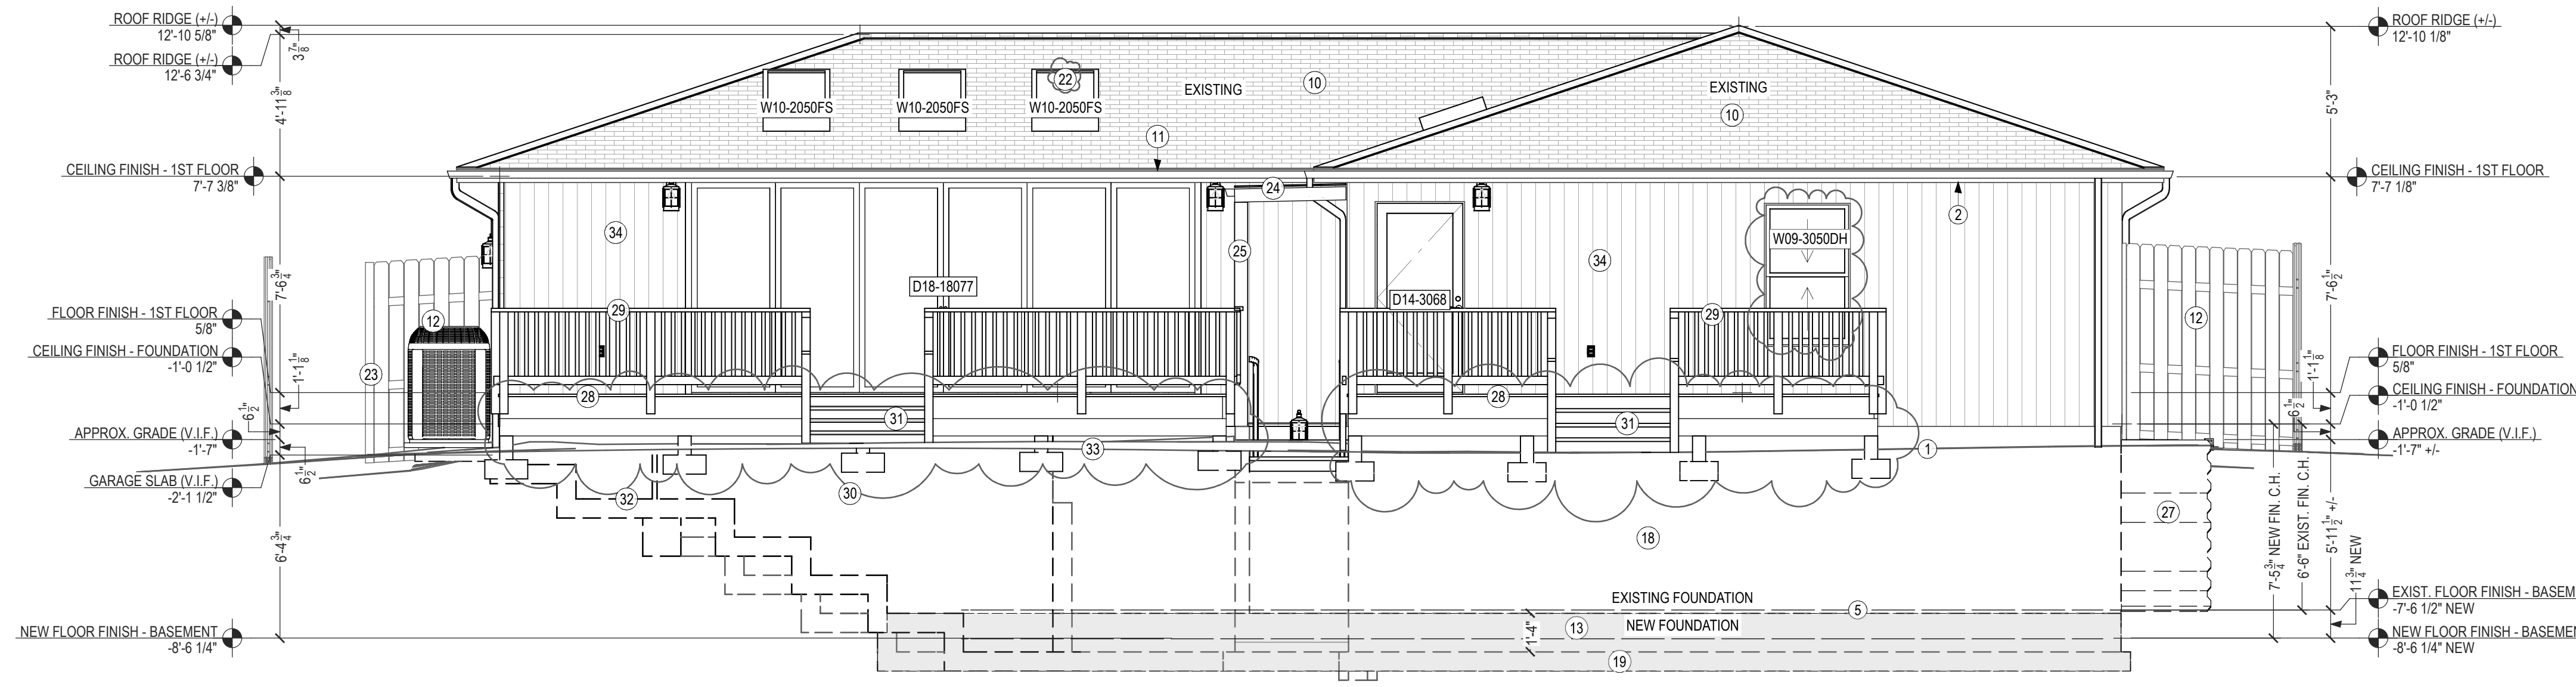 ROOF RIDGE (+/-)
12'-10 5/8"
ROOF RIDGE (+/-)
12'-6 3/4"
CEILING FINISH - 1ST FLOOR
7'-7 3/8"
FLOOR FINISH - 1ST FLOOR
5/8"
CEILING FINISH - FOUNDATION
-1'-0 1/2"
APPROX. GRADE (V.I.F.)
-1'-7"
GARAGE SLAB (V.I.F.)
-2'-1 1/2"
NEW FLOOR FINISH - BASEMENT
-8'-6 1/4"
3 7/8"
4'-11 3/8"
7'-6 3/4"
1'-1 1/8"
6 1/2"
6 1/2"
6'-4 3/4"
22
W10-2050FS
W10-2050FS
W10-2050FS
EXISTING
10
EXISTING
10
11
24
2
34
25
34
W09-3050DH
D18-18077
D14-3068
12
29
29
12
23
28
28
31
31
33
1
32
30
27
18
EXISTING FOUNDATION
5
13
NEW FOUNDATION
1'-4"
19
ROOF RIDGE (+/-)
12'-10 1/8"
CEILING FINISH - 1ST FLOOR
7'-7 1/8"
FLOOR FINISH - 1ST FLOOR
5/8"
CEILING FINISH - FOUNDATION
-1'-0 1/2"
APPROX. GRADE (V.I.F.)
-1'-7" +/-
EXIST. FLOOR FINISH - BASEM
-7'-6 1/2" NEW
NEW FLOOR FINISH - BASEME
-8'-6 1/4" NEW
5'-3"
7'-6 1/2"
1'-1 1/8"
6 1/2"
7'-5 3/4" NEW FIN. C.H.
6'-6" EXIST. FIN. C.H.
5'-11 1/2" +/-
11 3/4" NEW